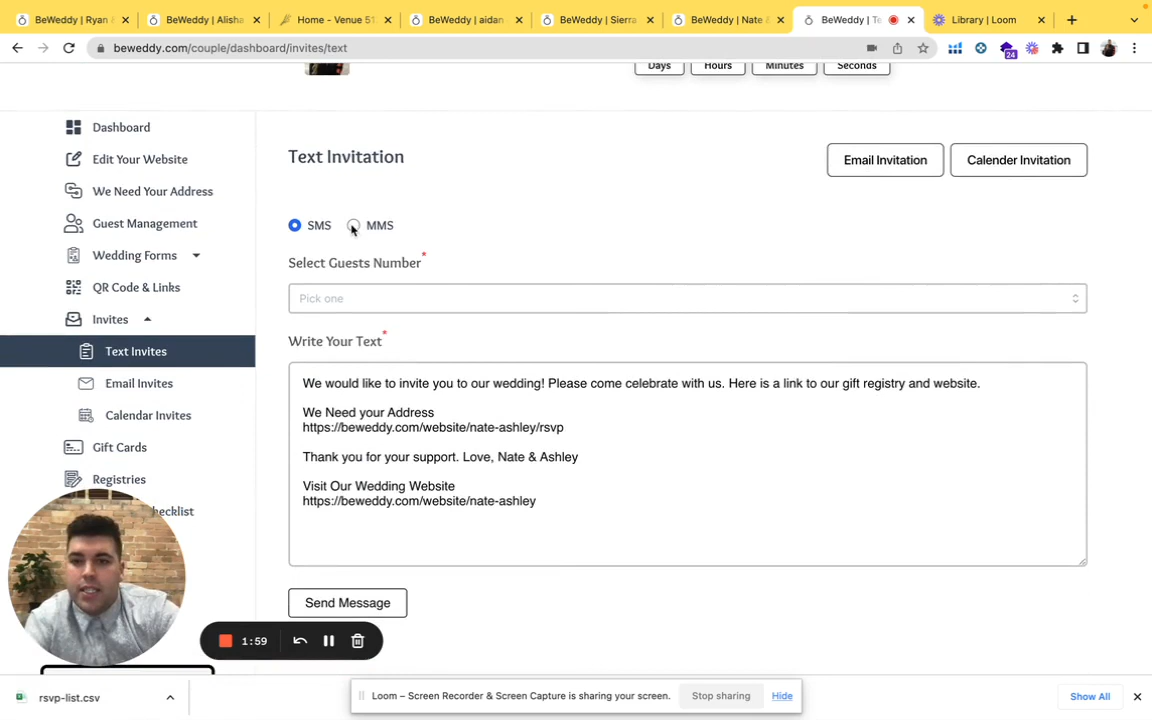 BeWeddy | Ryan &
BeWeddy | Alisha
Home - Venue 51
BeWeddy | aidan
BeWeddy | Sierra
BeWeddy | Nate &
BeWeddy | Te
Library | Loom
beweddy.com/couple/dashboard/invites/text
24
Days
Hours
Minutes
Seconds
Dashboard
Edit Your Website
We Need Your Address
Guest Management
Wedding Forms
QR Code & Links
Invites
Text Invites
Email Invites
Calendar Invites
Gift Cards
Registries
hecklist
Text Invitation
Email Invitation
Calender Invitation
SMS
MMS
Select Guests Number*
Pick one
Write Your Text*
We would like to invite you to our wedding! Please come celebrate with us. Here is a link to our gift registry and website.
We Need your Address
https://beweddy.com/website/nate-ashley/rsvp
Thank you for your support. Love, Nate & Ashley
Visit Our Wedding Website
https://beweddy.com/website/nate-ashley
Send Message
1:59
rsvp-list.csv
Loom – Screen Recorder & Screen Capture is sharing your screen.
Stop sharing
Hide
Show All